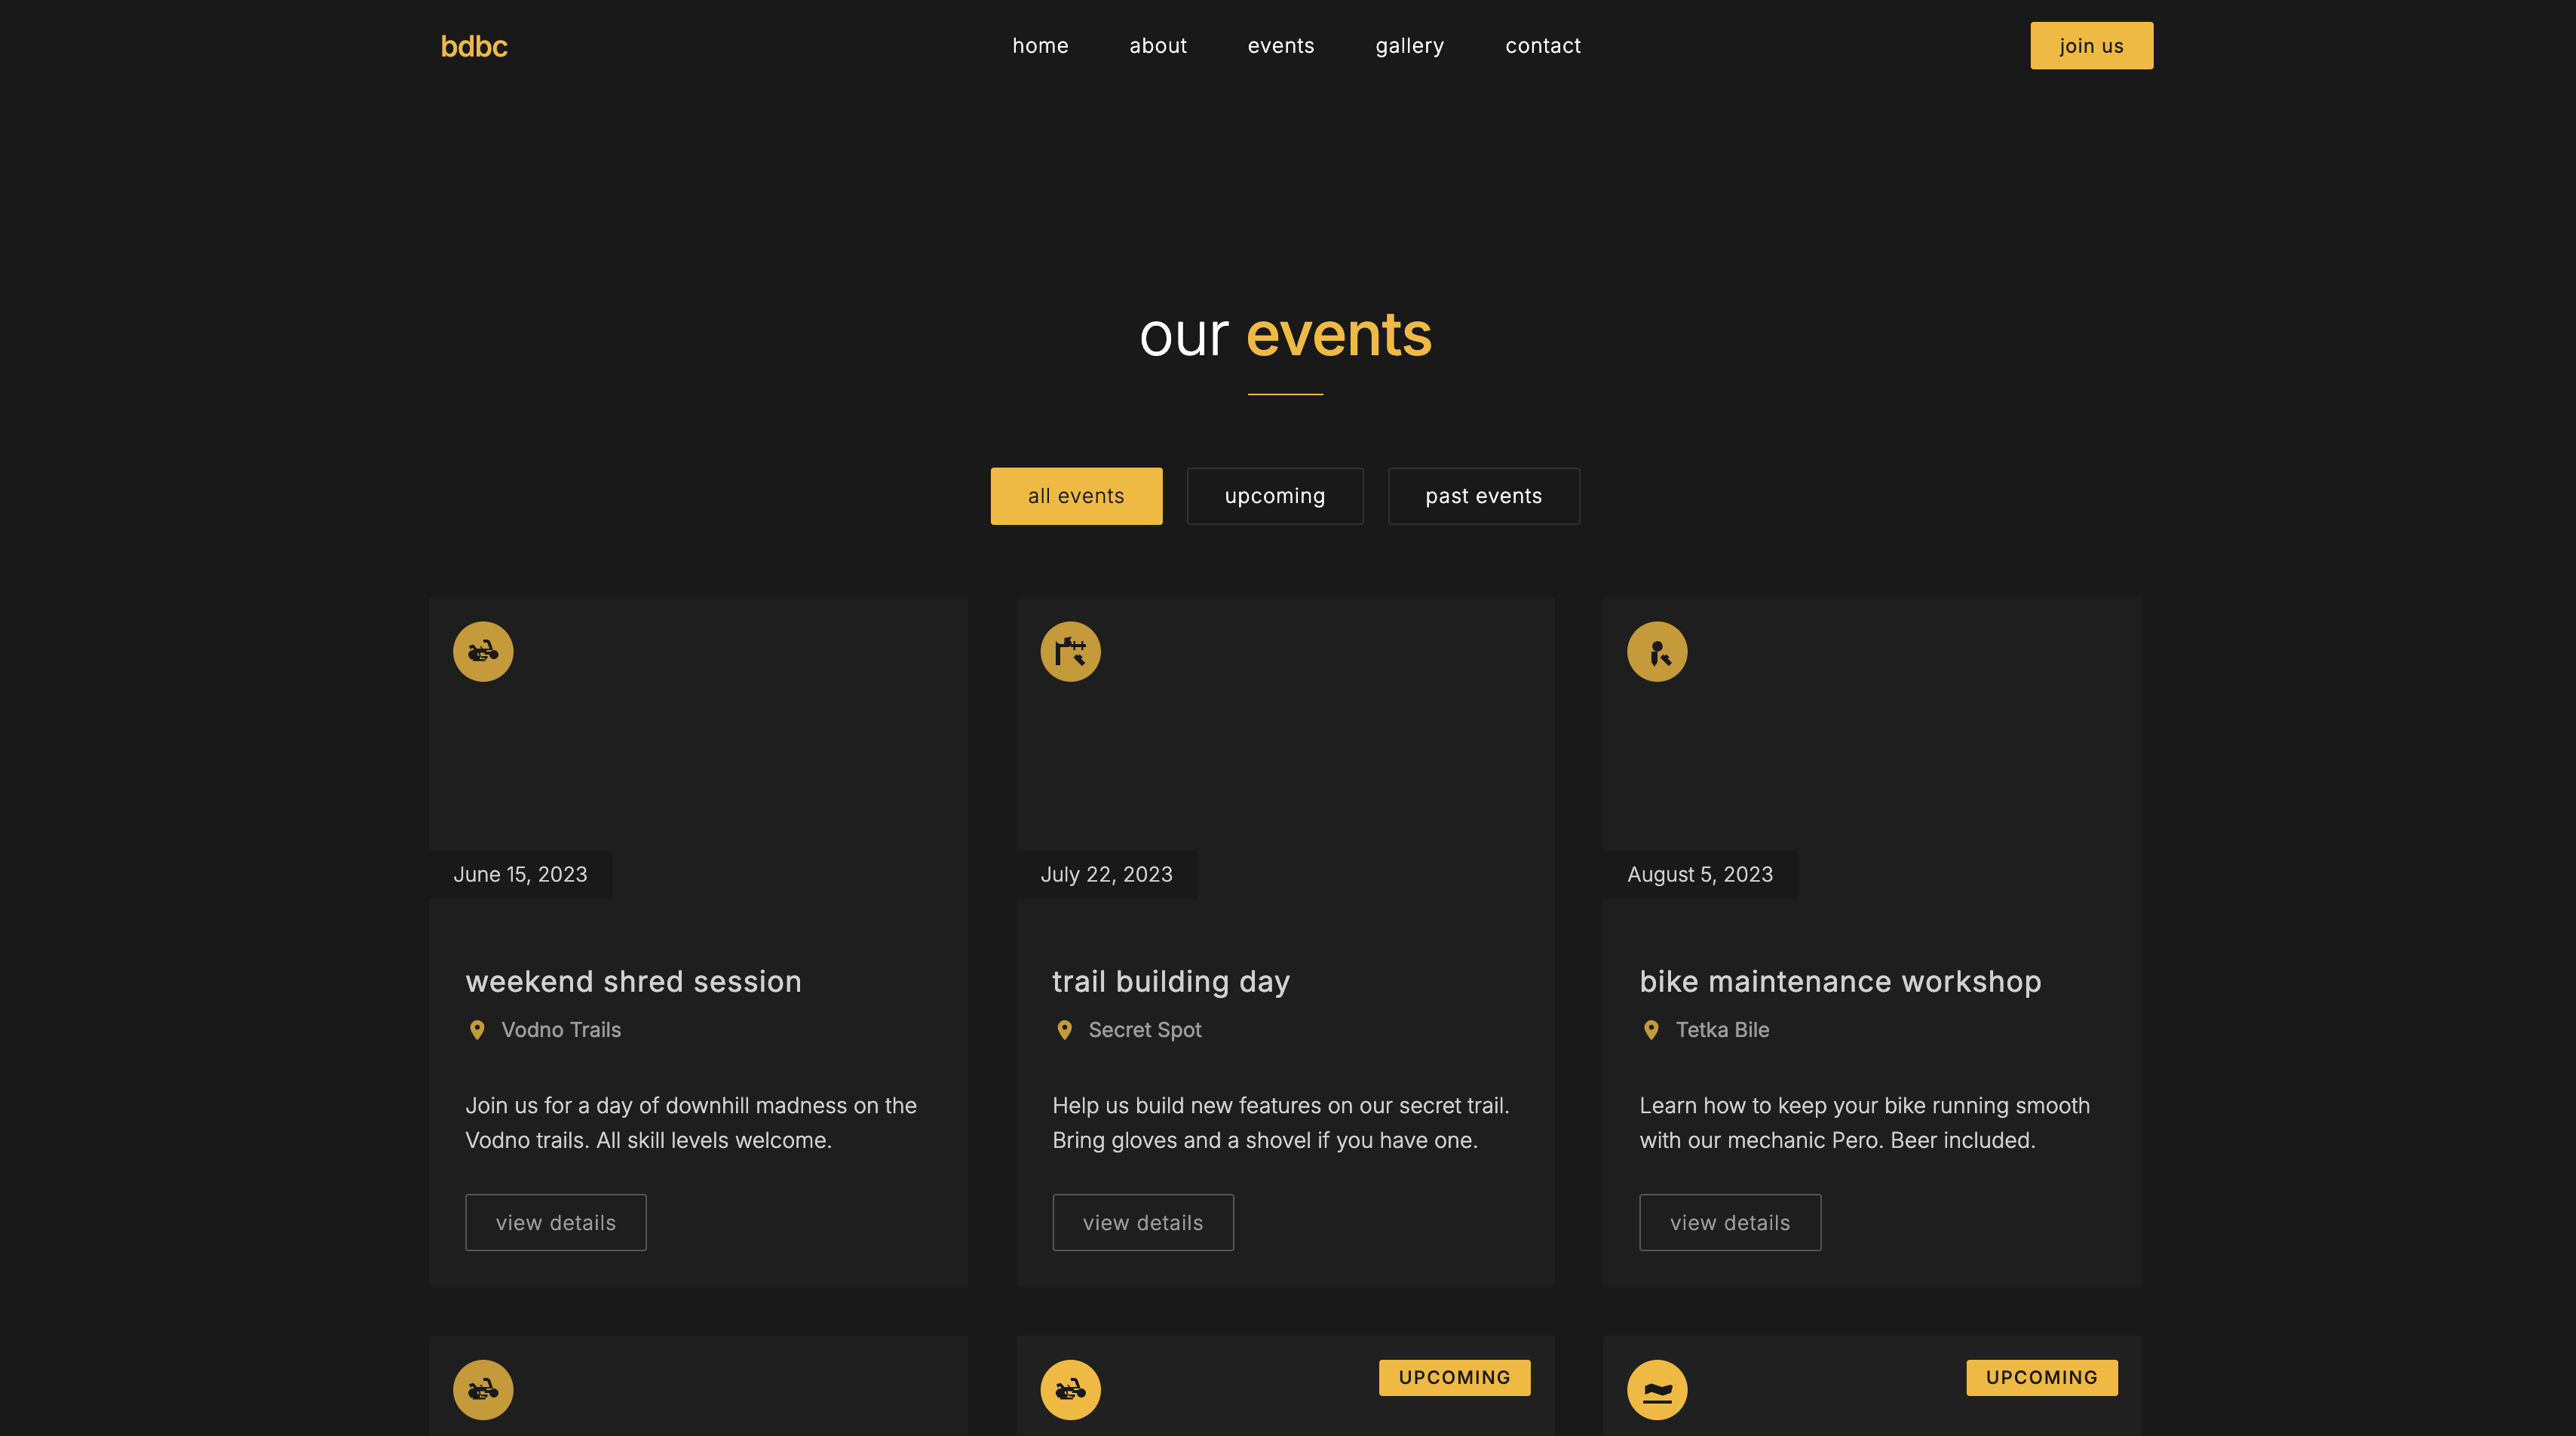 bdbc
home about events gallery contact
join us
our events
all events upcoming past events
June 15, 2023
weekend shred session
Vodno Trails
Join us for a day of downhill madness on the
Vodno trails. All skill levels welcome.
view details
July 22, 2023
trail building day
Secret Spot
Help us build new features on our secret trail.
Bring gloves and a shovel if you have one.
view details
August 5, 2023
bike maintenance workshop
Tetka Bile
Learn how to keep your bike running smooth
with our mechanic Pero. Beer included.
view details
UPCOMING
UPCOMING